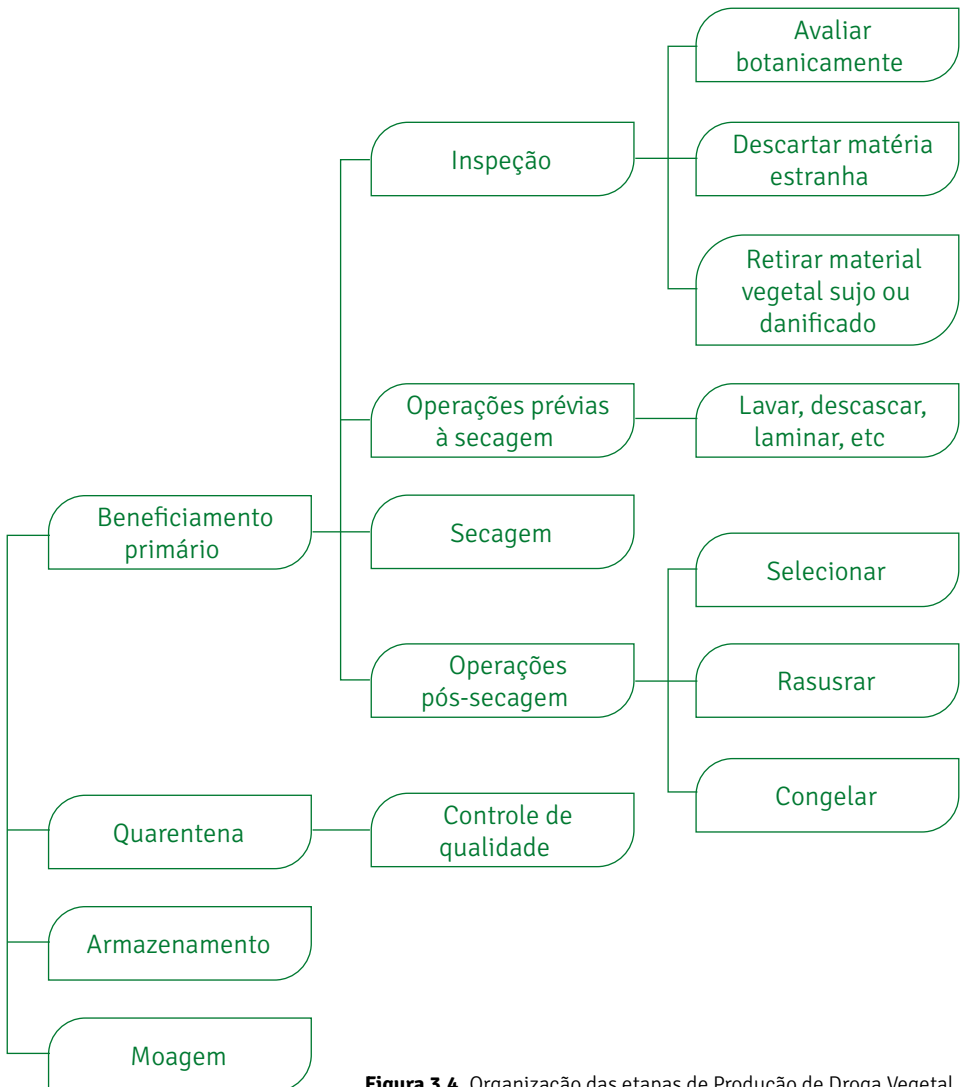 Avaliar
botanicamente
Inspeção
Descartar matéria
estranha
Retirar material
vegetal sujo ou
danificado
Operações prévias
à secagem
Lavar, descascar,
laminar, etc
Beneficiamento
primário
Secagem
Selecionar
Operações
pós-secagem
Rasusrar
Congelar
Quarentena
Controle de
qualidade
Armazenamento
Moagem
Figura 3.4. Organização das etapas de Produção de Droga Vegetal